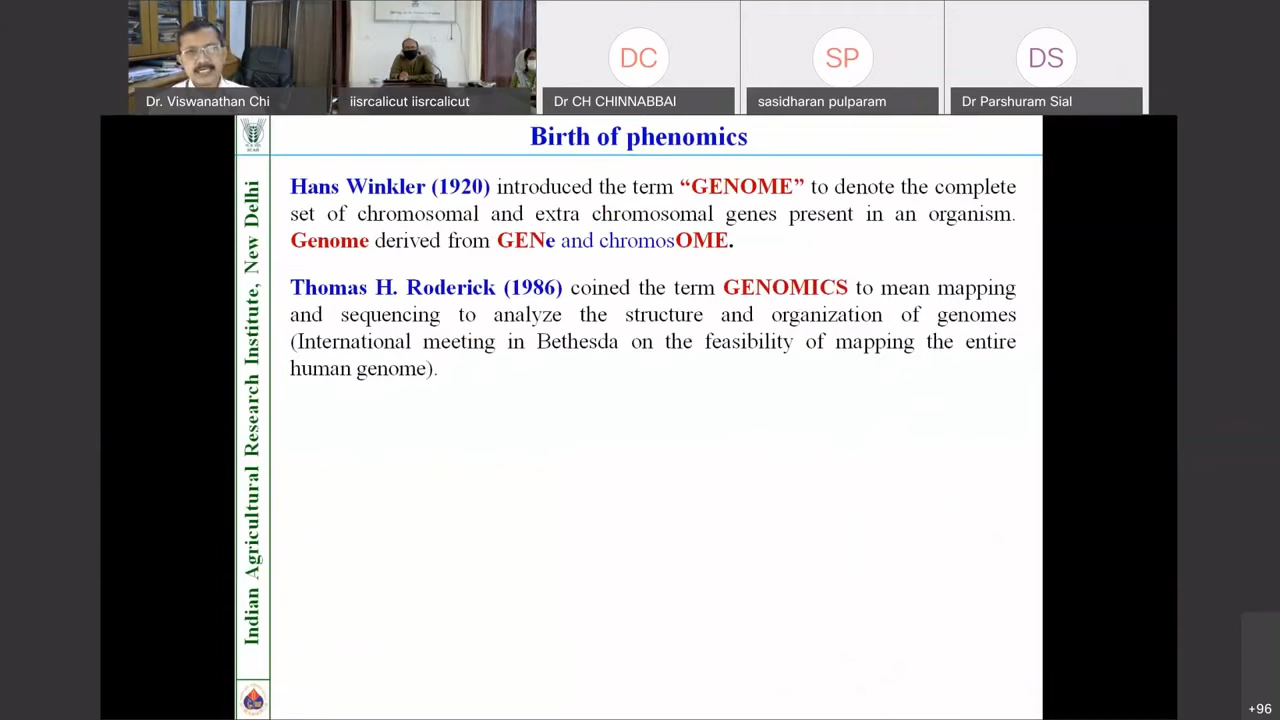 Dr. Viswanathan Chi
iisrcalicut iisrcalicut
DC
Dr CH CHINNABBAI
SP
sasidharan pulparam
DS
Dr Parshuram Sial
Birth of phenomics
Hans Winkler (1920) introduced the term “GENOME” to denote the complete
set of chromosomal and extra chromosomal genes present in an organism.
Genome derived from GENe and chromosOME.
Thomas H. Roderick (1986) coined the term GENOMICS to mean mapping
and sequencing to analyze the structure and organization of genomes
(International meeting in Bethesda on the feasibility of mapping the entire
human genome).
Indian Agricultural Research Institute, New Delhi
+96